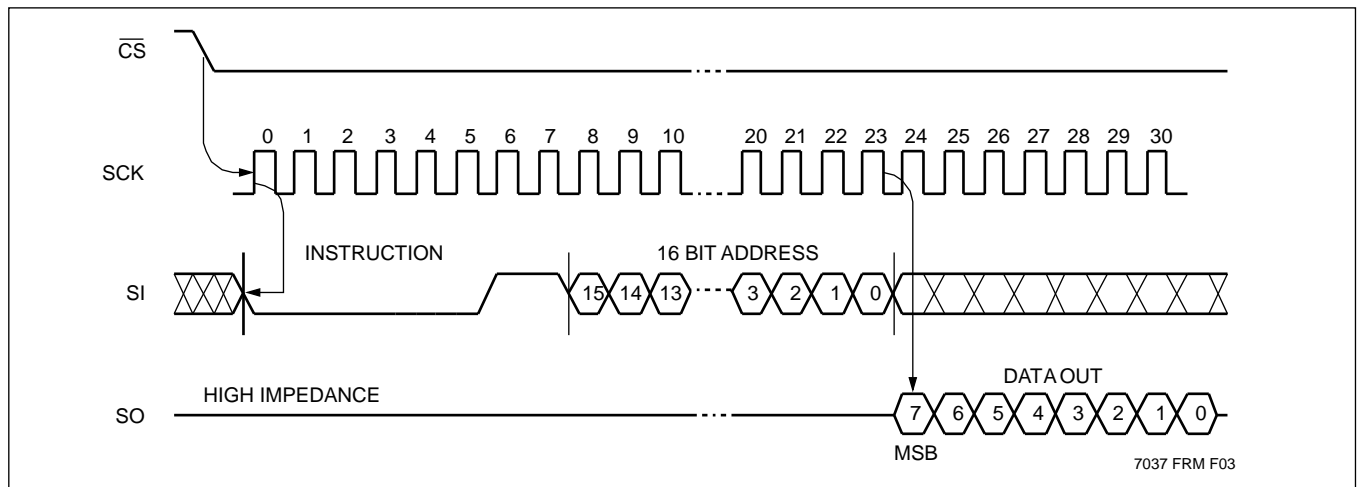 CS
0 1 2 3 4 5 6 7 8 9 10 20 21 22 23 24 25 26 27 28 29 30
SCK
INSTRUCTION 16 BIT ADDRESS
SI 15 14 13 3 2 1 0
DATA OUT
HIGH IMPEDANCE
SO 7 6 5 4 3 2 1 0
MSB
7037 FRM F03